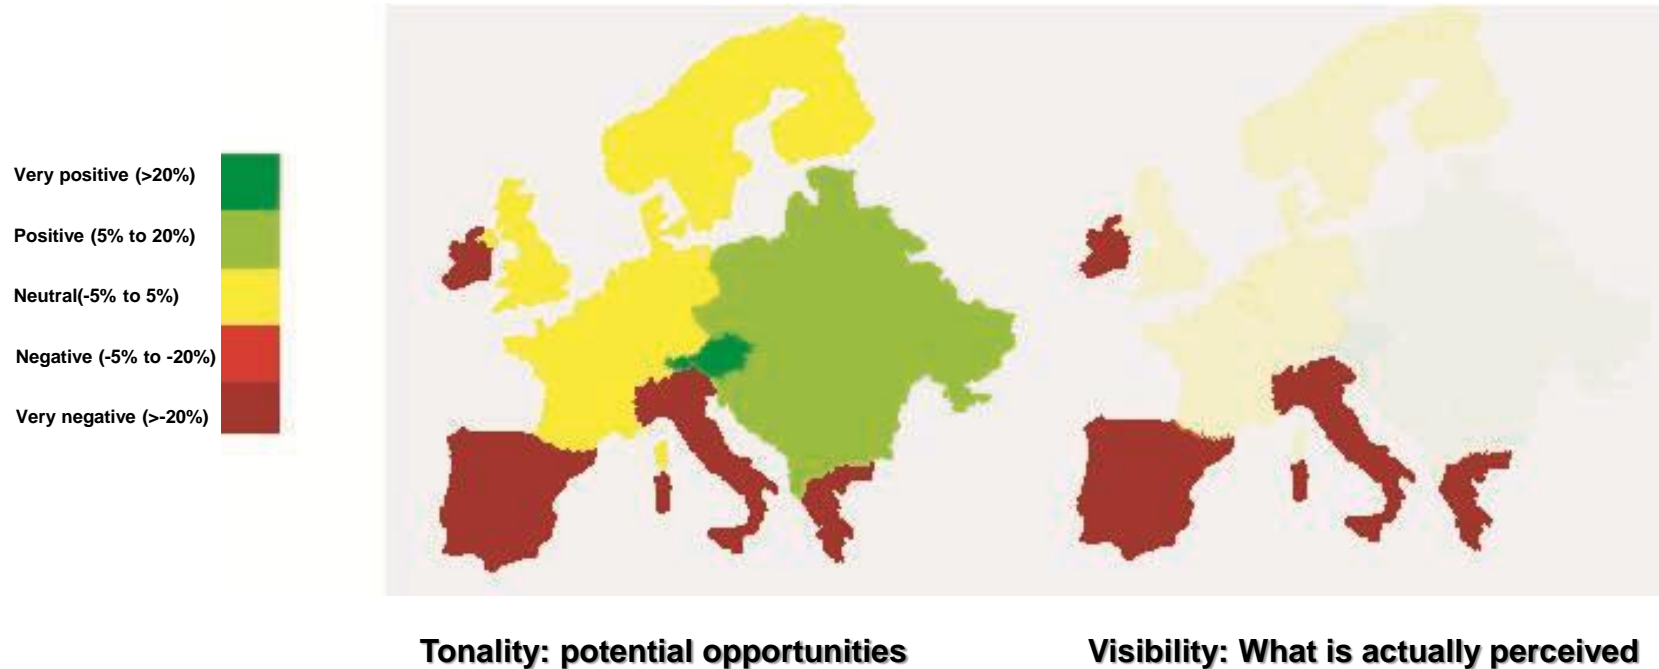 Very positive (>20%)
Positive (5% to 20%)
Neutral(-5% to 5%)
Negative (-5% to -20%)
Very negative (>-20%)
Tonality: potential opportunities
Visibility: What is actually perceived